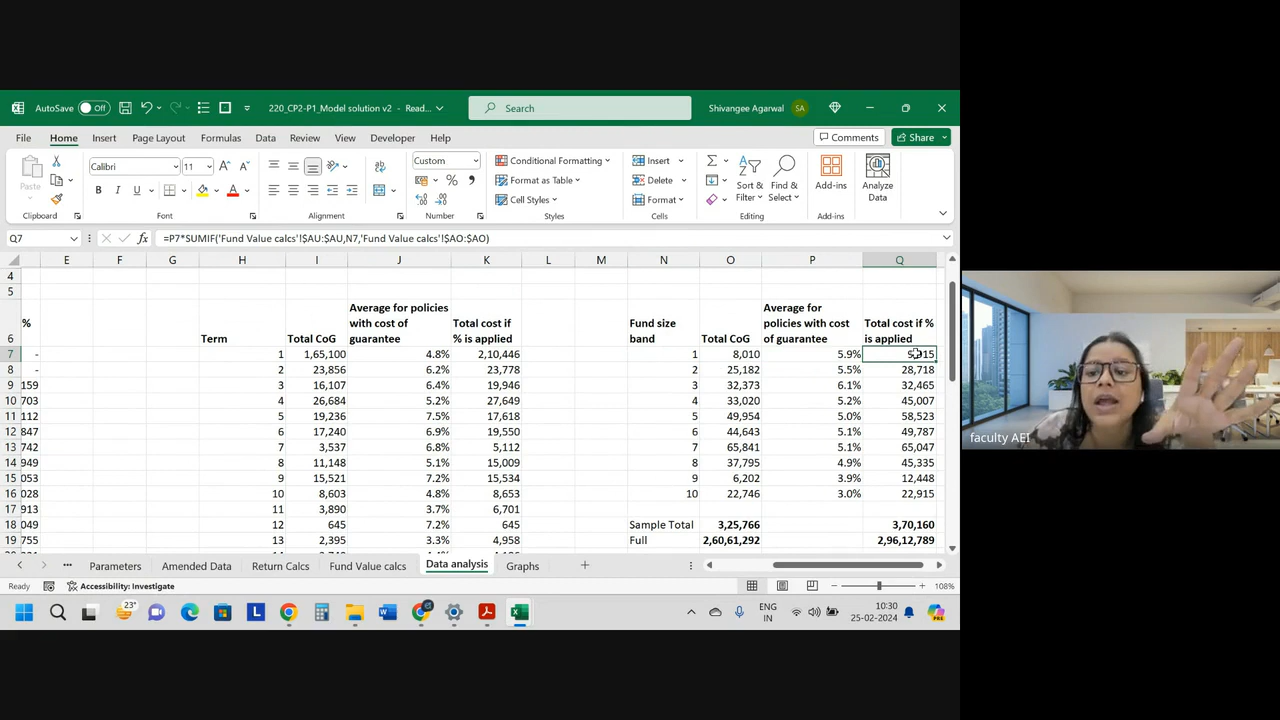 AutoSave Off 220_CP2-P1_Model solution v2 - Read... Search Shivangee Agarwal SA
File Home Insert Page Layout Formulas Data Review View Developer Help Comments Share
Paste Calibri 11 A A ab Custom Conditional Formatting Insert Sort & Find & Add-ins Analyze
B I U A % Format as Table Delete Filter Select Data
Cell Styles Format
Clipboard Font Alignment Number Styles Cells Editing Add-ins
Q7 fx =P7*SUMIF('Fund Value calcs'!$AU:$AU,N7,'Fund Value calcs'!$AO:$AO)
E F G H I J K L M N O P Q
4
5
Average for policies Average for
with cost of Total cost if Fund size policies with cost Total cost if %
6 % Term Total CoG guarantee % is applied band Total CoG of guarantee is applied
7 - 1 1,65,100 4.8% 2,10,446 1 8,010 5.9% 5,915
8 - 2 23,856 6.2% 23,778 2 25,182 5.5% 28,718
9 159 3 16,107 6.4% 19,946 3 32,373 6.1% 32,465
10 703 4 26,684 5.2% 27,649 4 33,020 5.2% 45,007
11 112 5 19,236 7.5% 17,618 5 49,954 5.0% 58,523
12 847 6 17,240 6.9% 19,550 6 44,643 5.1% 49,787
13 742 7 3,537 6.8% 5,112 7 65,841 5.1% 65,047
14 949 8 11,148 5.1% 15,009 8 37,795 4.9% 45,335
15 053 9 15,521 7.2% 15,534 9 6,202 3.9% 12,448
16 028 10 8,603 4.8% 8,653 10 22,746 3.0% 22,915
17 913 11 3,890 3.7% 6,701
18 049 12 645 7.2% 645 Sample Total 3,25,766 3,70,160
19 755 13 2,395 3.3% 4,958 Full 2,60,61,292 2,96,12,789
Parameters Amended Data Return Calcs Fund Value calcs Data analysis Graphs
Ready Accessibility: Investigate 108%
23° L ENG IN 10:30 25-02-2024
faculty AEI